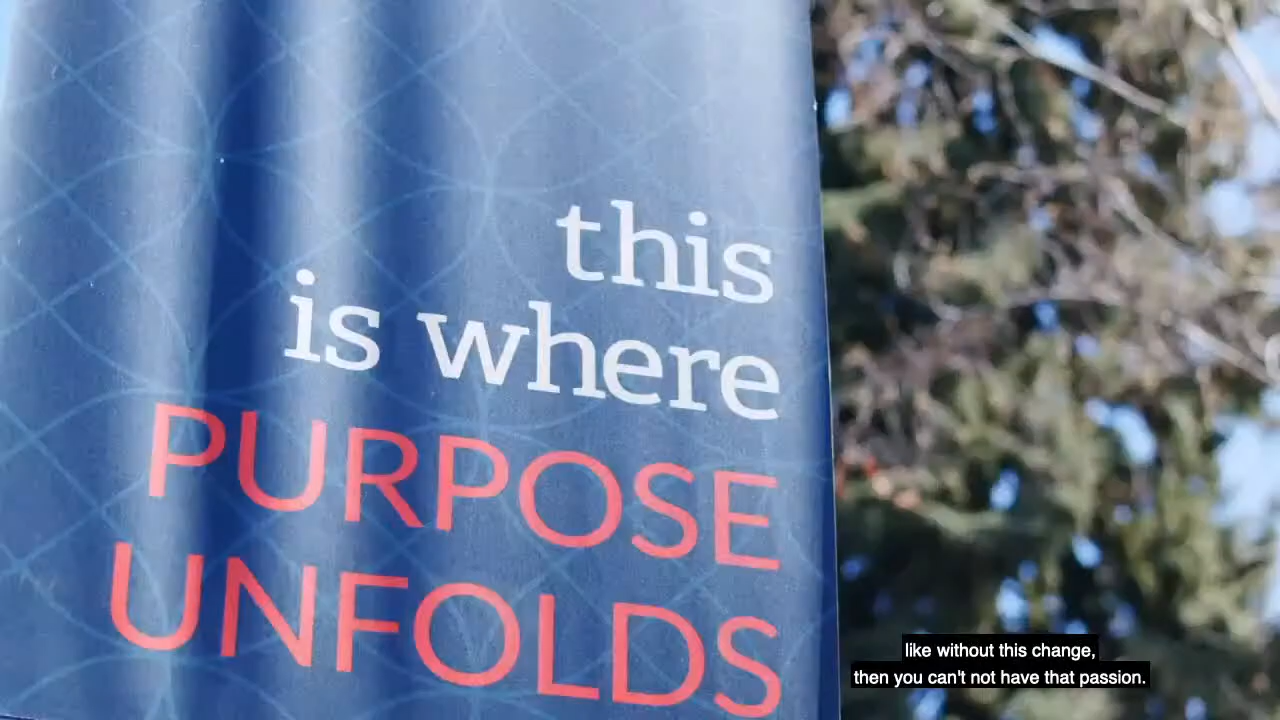 this
is where
PURPOSE
UNFOLDS
like without this change,
then you can't not have that passion.